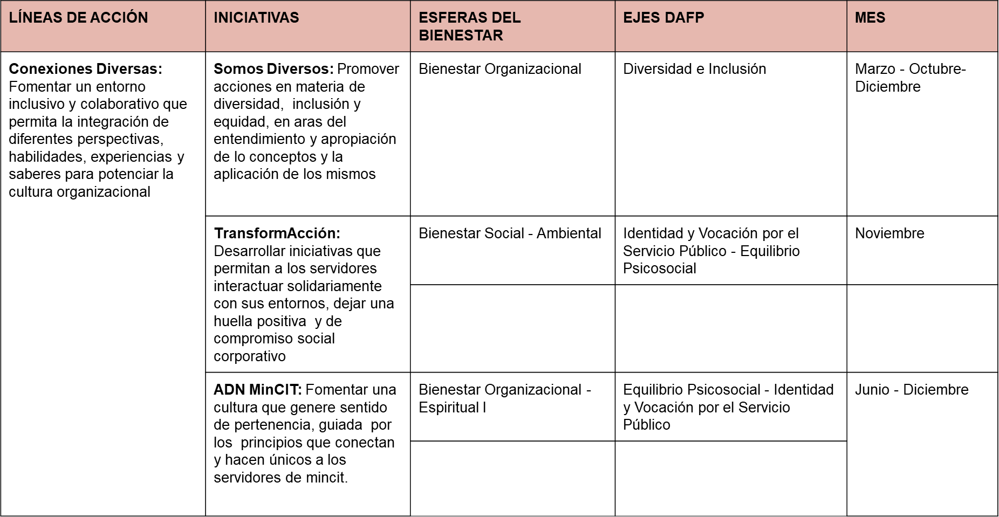 LÍNEAS DE ACCIÓN
INICIATIVAS
ESFERAS DEL
BIENESTAR
EJES DAFP
MES
Conexiones Diversas:
Fomentar un entorno
inclusivo y colaborativo que
permita la integración de
diferentes perspectivas,
habilidades, experiencias y
saberes para potenciar la
cultura organizacional
Somos Diversos: Promover
acciones en materia de
diversidad,  inclusión y
equidad, en aras del
entendimiento y apropiación
de lo conceptos y la
aplicación de los mismos
Bienestar Organizacional
Diversidad e Inclusión
Marzo - Octubre-
Diciembre
TransformAcción:
Desarrollar iniciativas que
permitan a los servidores
interactuar solidariamente
con sus entornos, dejar una
huella positiva  y de
compromiso social
corporativo
Bienestar Social - Ambiental
Identidad y Vocación por el
Servicio Público - Equilibrio
Psicosocial
Noviembre
ADN MinCIT: Fomentar una
cultura que genere sentido
de pertenencia, guiada  por
los  principios que conectan
y hacen únicos a los
servidores de mincit.
Bienestar Organizacional -
Espiritual I
Equilibrio Psicosocial - Identidad
y Vocación por el Servicio
Público
Junio - Diciembre